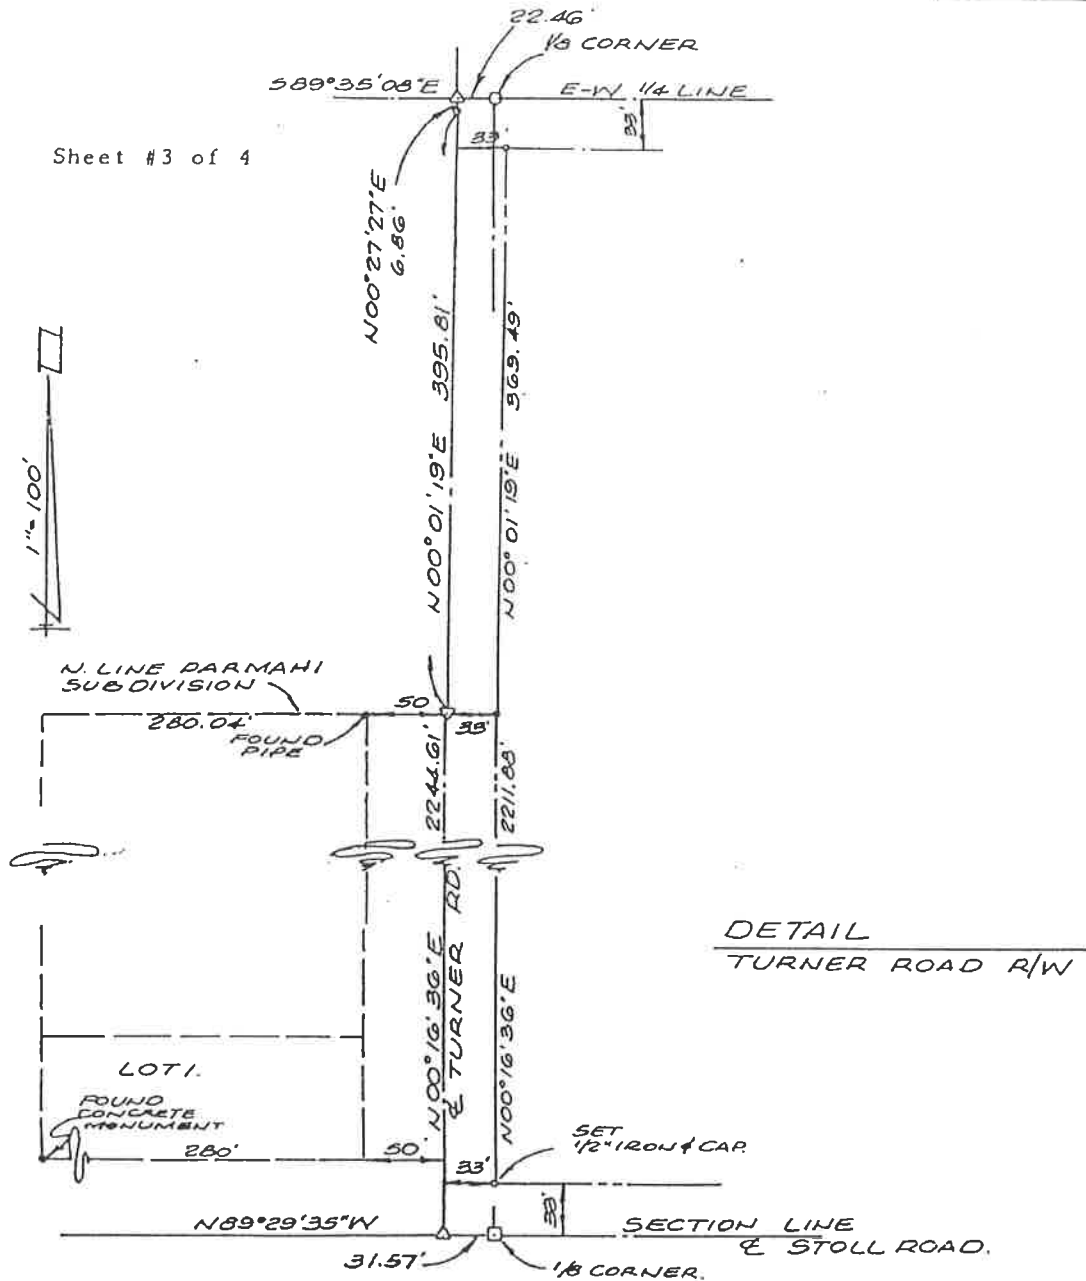 22.46'
1/8 CORNER
S89°35'08"E
E-W 1/4 LINE
33'
33'
Sheet #3 of 4
N00°27'27"E
6.86'
N00°01'19"E 395.81'
N00°01'19"E 369.49'
1"=100'
N. LINE PARMAHI
SUBDIVISION
280.04'
50
33'
FOUND
PIPE
2244.61'
2211.88'
N00°16'36"E
℄ TURNER RD.
N00°16'36"E
DETAIL
TURNER ROAD R/W
LOT 1.
FOUND
CONCRETE
MONUMENT
280'
50'
33'
SET
1/2" IRON & CAP.
33'
N89°29'35"W
31.57'
SECTION LINE
℄ STOLL ROAD.
1/8 CORNER.